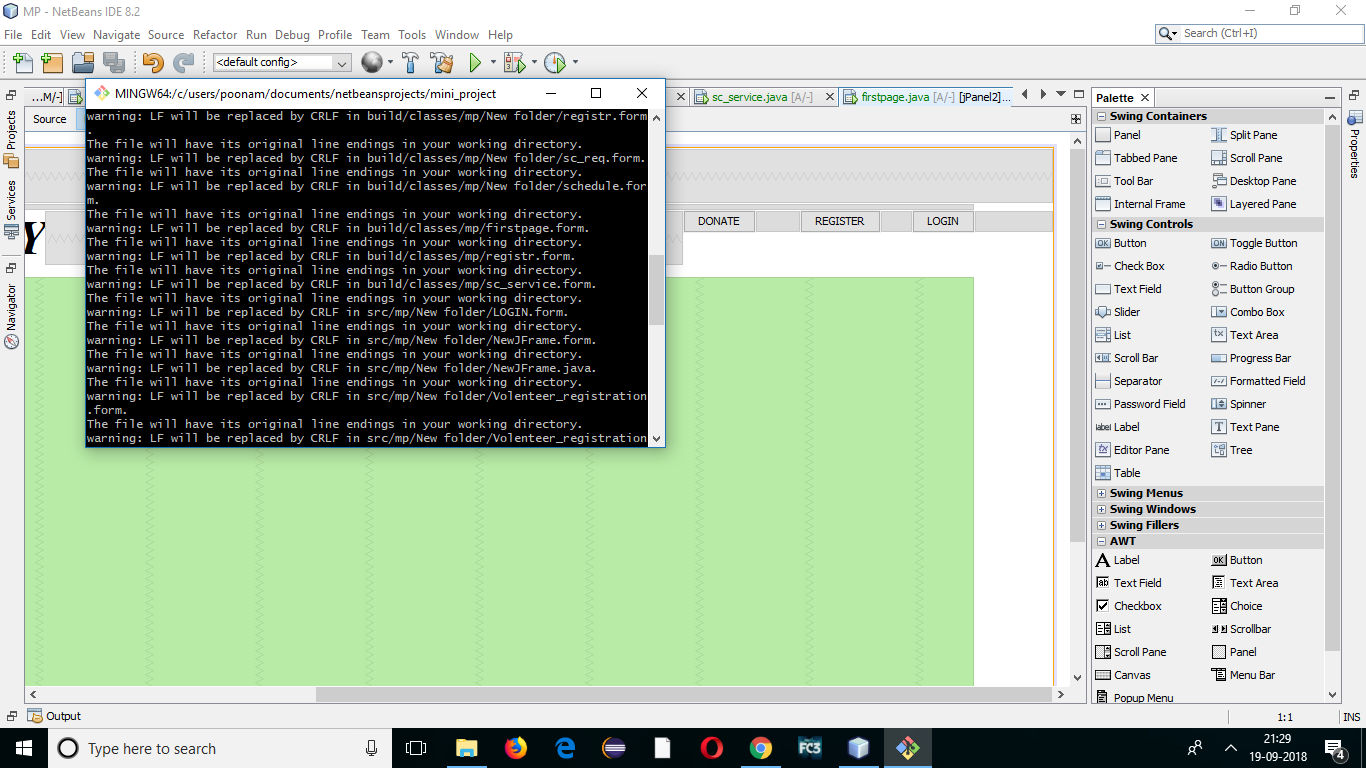 MP - NetBeans IDE 8.2
File Edit View Navigate Source Refactor Run Debug Profile Team Tools Window Help
Search (Ctrl+I)
<default config>
...M/-]
MINGW64:/c/users/poonam/documents/netbeansprojects/mini_project
sc_service.java [A/-]
firstpage.java [A/-] [jPanel2]...
Source
warning: LF will be replaced by CRLF in build/classes/mp/New folder/registr.form
.
The file will have its original line endings in your working directory.
warning: LF will be replaced by CRLF in build/classes/mp/New folder/sc_req.form.
The file will have its original line endings in your working directory.
warning: LF will be replaced by CRLF in build/classes/mp/New folder/schedule.for
m.
The file will have its original line endings in your working directory.
warning: LF will be replaced by CRLF in build/classes/mp/firstpage.form.
The file will have its original line endings in your working directory.
warning: LF will be replaced by CRLF in build/classes/mp/registr.form.
The file will have its original line endings in your working directory.
warning: LF will be replaced by CRLF in build/classes/mp/sc_service.form.
The file will have its original line endings in your working directory.
warning: LF will be replaced by CRLF in src/mp/New folder/LOGIN.form.
The file will have its original line endings in your working directory.
warning: LF will be replaced by CRLF in src/mp/New folder/NewJFrame.form.
The file will have its original line endings in your working directory.
warning: LF will be replaced by CRLF in src/mp/New folder/NewJFrame.java.
The file will have its original line endings in your working directory.
warning: LF will be replaced by CRLF in src/mp/New folder/Volenteer_registration
.form.
The file will have its original line endings in your working directory.
warning: LF will be replaced by CRLF in src/mp/New folder/Volenteer_registration
Y
DONATE
REGISTER
LOGIN
Projects
Services
Navigator
Properties
Palette
Swing Containers
Panel Split Pane
Tabbed Pane Scroll Pane
Tool Bar Desktop Pane
Internal Frame Layered Pane
Swing Controls
OK Button ON Toggle Button
Check Box Radio Button
Text Field Button Group
Slider Combo Box
List Text Area
Scroll Bar Progress Bar
Separator Formatted Field
Password Field Spinner
label Label T Text Pane
Editor Pane Tree
Table
Swing Menus
Swing Windows
Swing Fillers
AWT
A Label OK Button
Text Field Text Area
Checkbox Choice
List Scrollbar
Scroll Pane Panel
Canvas Menu Bar
Popup Menu
Output
1:1
INS
Type here to search
FC3
21:29
19-09-2018
4